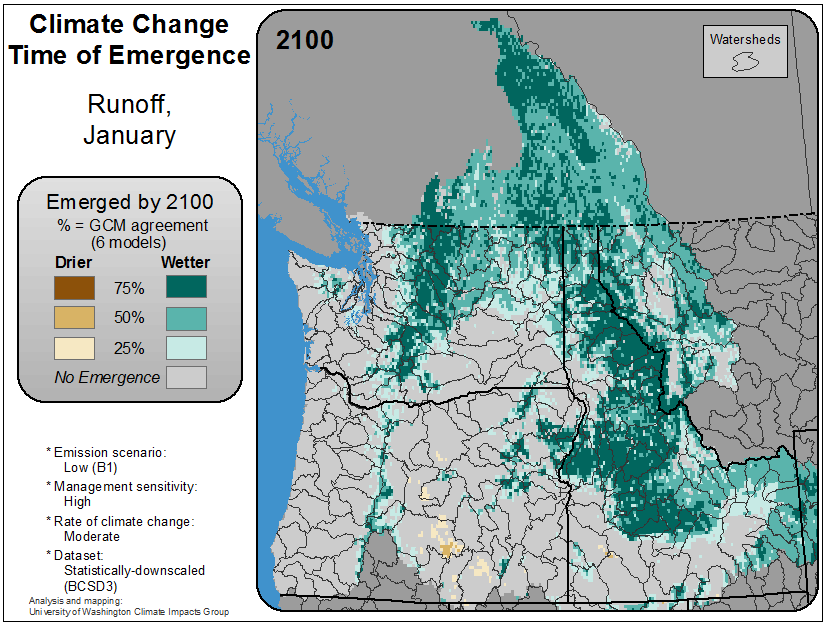 Climate Change
Time of Emergence
Runoff,
January
Emerged by 2100
% = GCM agreement
(6 models)
Drier Wetter
75%
50%
25%
No Emergence
* Emission scenario:
Low (B1)
* Management sensitivity:
High
* Rate of climate change:
Moderate
* Dataset:
Statistically-downscaled
(BCSD3)
Analysis and mapping:
University of Washington Climate Impacts Group
2100
Watersheds